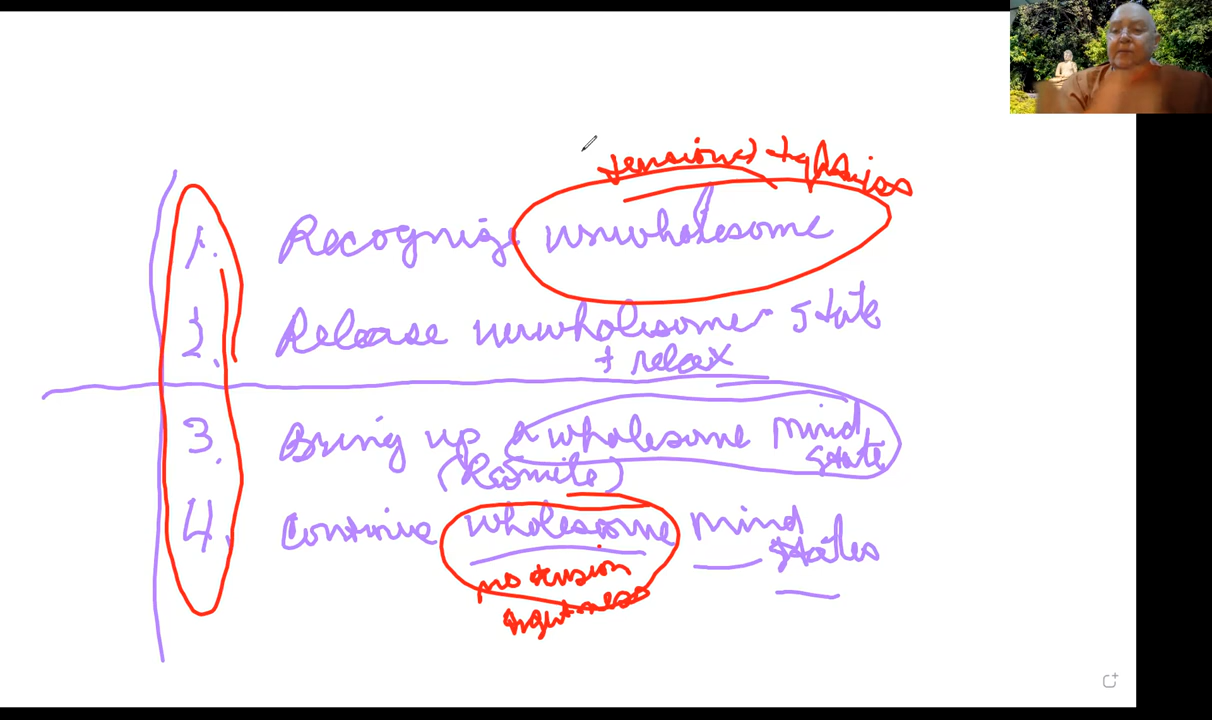 tension + tightness
1. Recognize unwholesome
2. Release unwholesome state
+ relax
3. Bring up a wholesome mind
state
(Resmile)
4. Continue wholesome mind
states
no tension
tightness